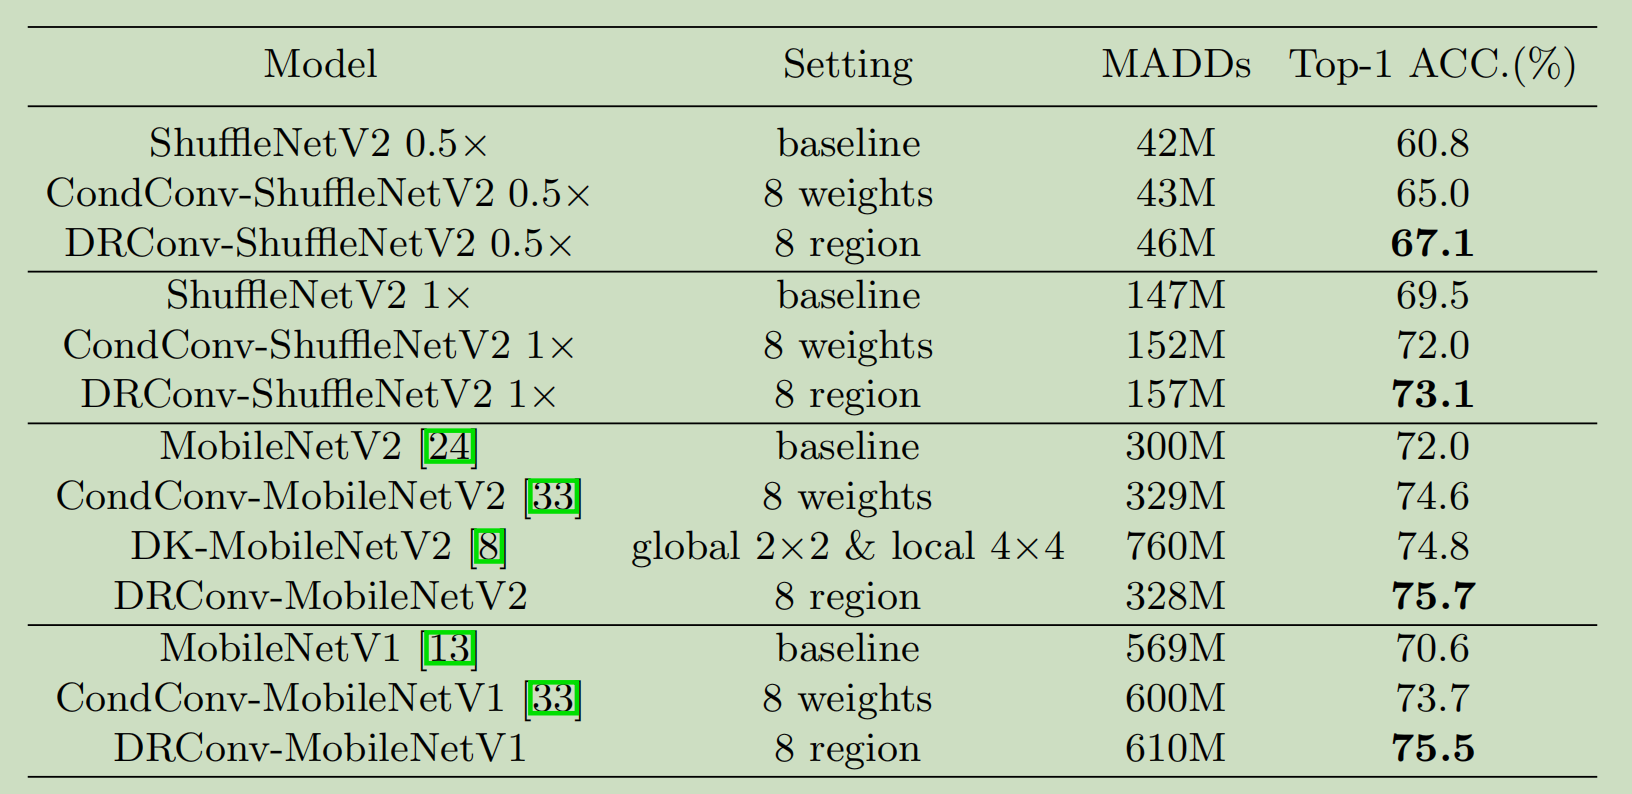 Model Setting MADDs Top-1 ACC.(%)
ShuffleNetV2 0.5× baseline 42M 60.8
CondConv-ShuffleNetV2 0.5× 8 weights 43M 65.0
DRConv-ShuffleNetV2 0.5× 8 region 46M 67.1
ShuffleNetV2 1× baseline 147M 69.5
CondConv-ShuffleNetV2 1× 8 weights 152M 72.0
DRConv-ShuffleNetV2 1× 8 region 157M 73.1
MobileNetV2 [24] baseline 300M 72.0
CondConv-MobileNetV2 [33] 8 weights 329M 74.6
DK-MobileNetV2 [8] global 2×2 & local 4×4 760M 74.8
DRConv-MobileNetV2 8 region 328M 75.7
MobileNetV1 [13] baseline 569M 70.6
CondConv-MobileNetV1 [33] 8 weights 600M 73.7
DRConv-MobileNetV1 8 region 610M 75.5